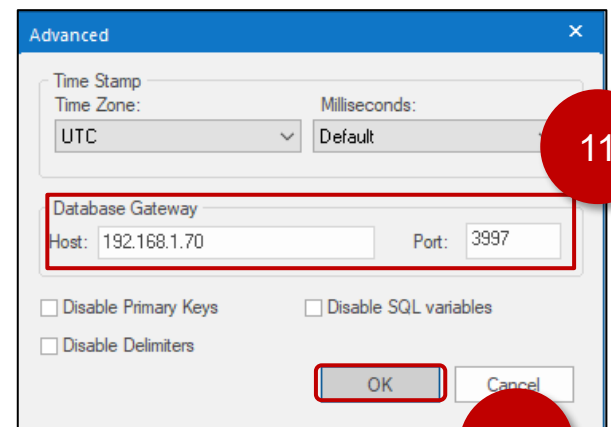 Advanced
Time Stamp
Time Zone: Milliseconds:
UTC Default
11
Database Gateway
Host: 192.168.1.70 Port: 3997
Disable Primary Keys Disable SQL variables
Disable Delimiters
OK Cancel